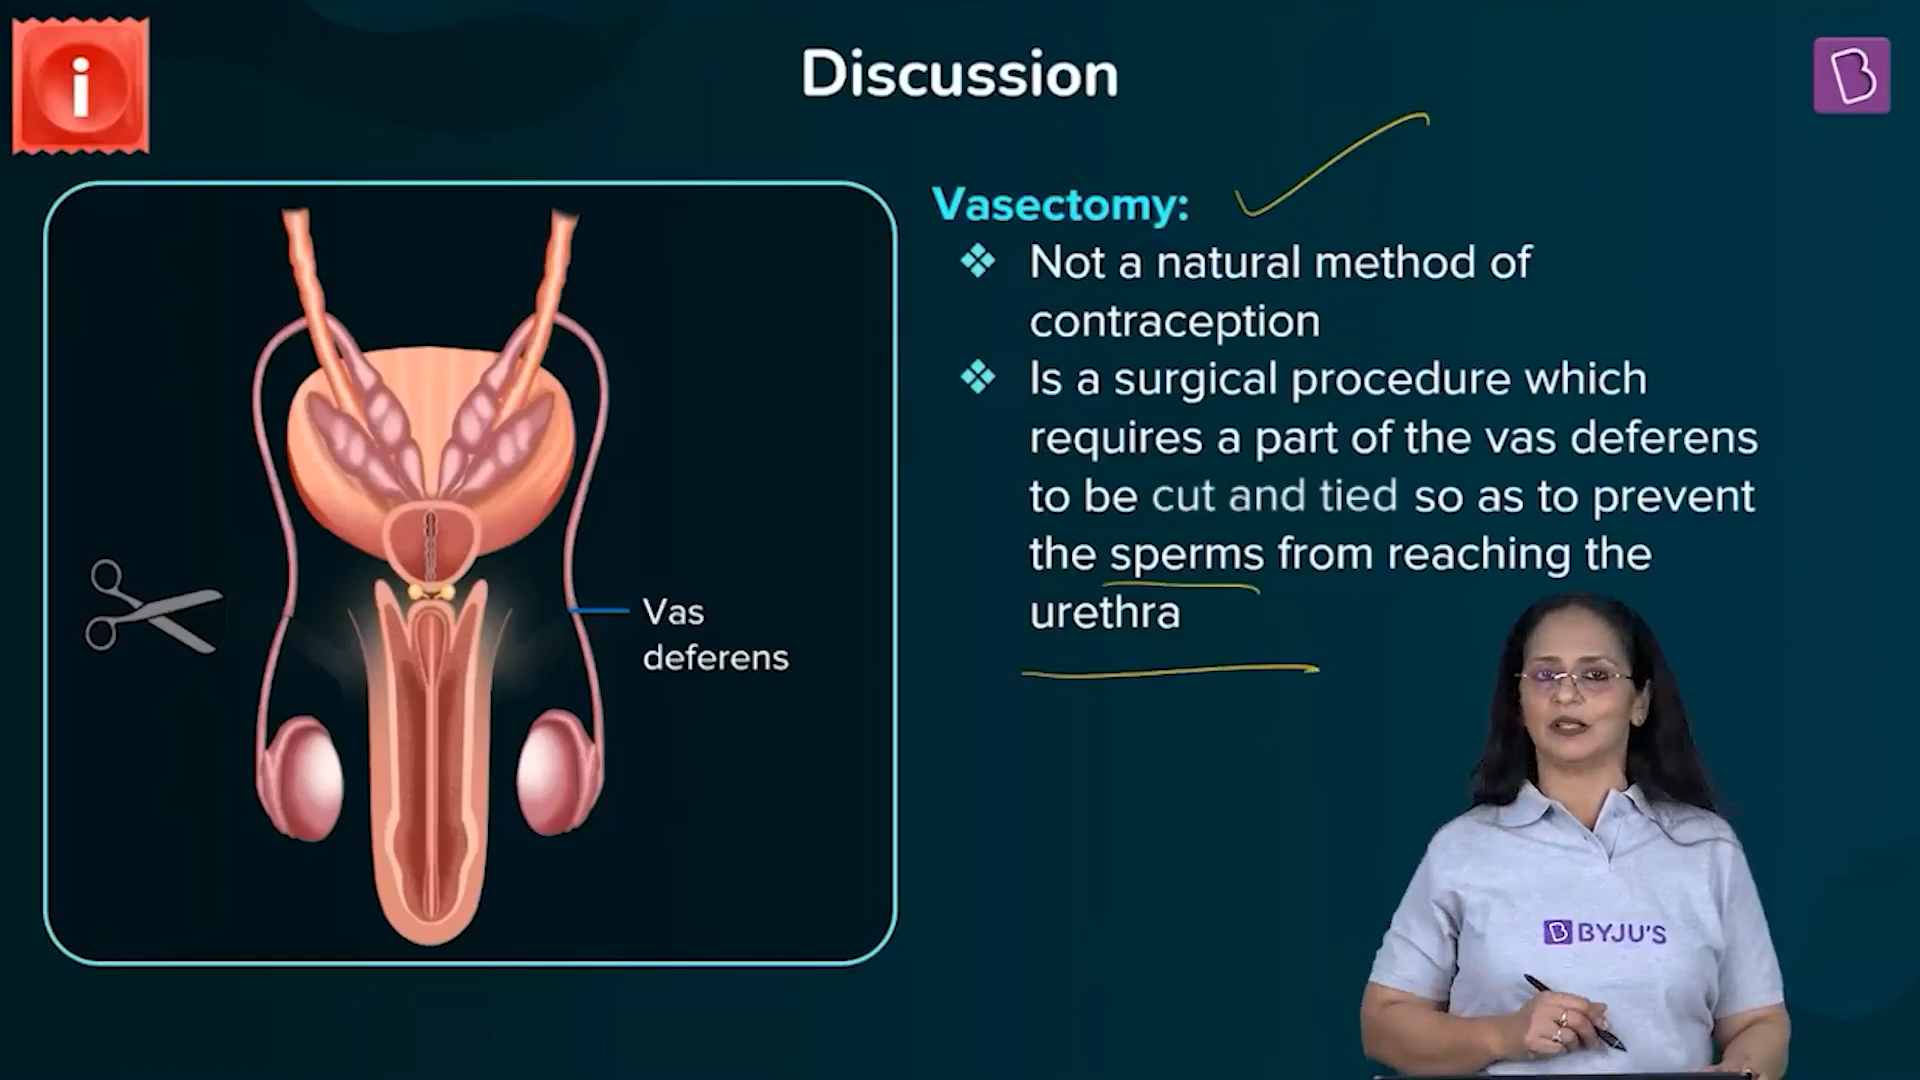 i
Discussion
B
Vasectomy:
❖ Not a natural method of
contraception
❖ Is a surgical procedure which
requires a part of the vas deferens
to be cut and tied so as to prevent
the sperms from reaching the
urethra
Vas
deferens
B BYJU'S